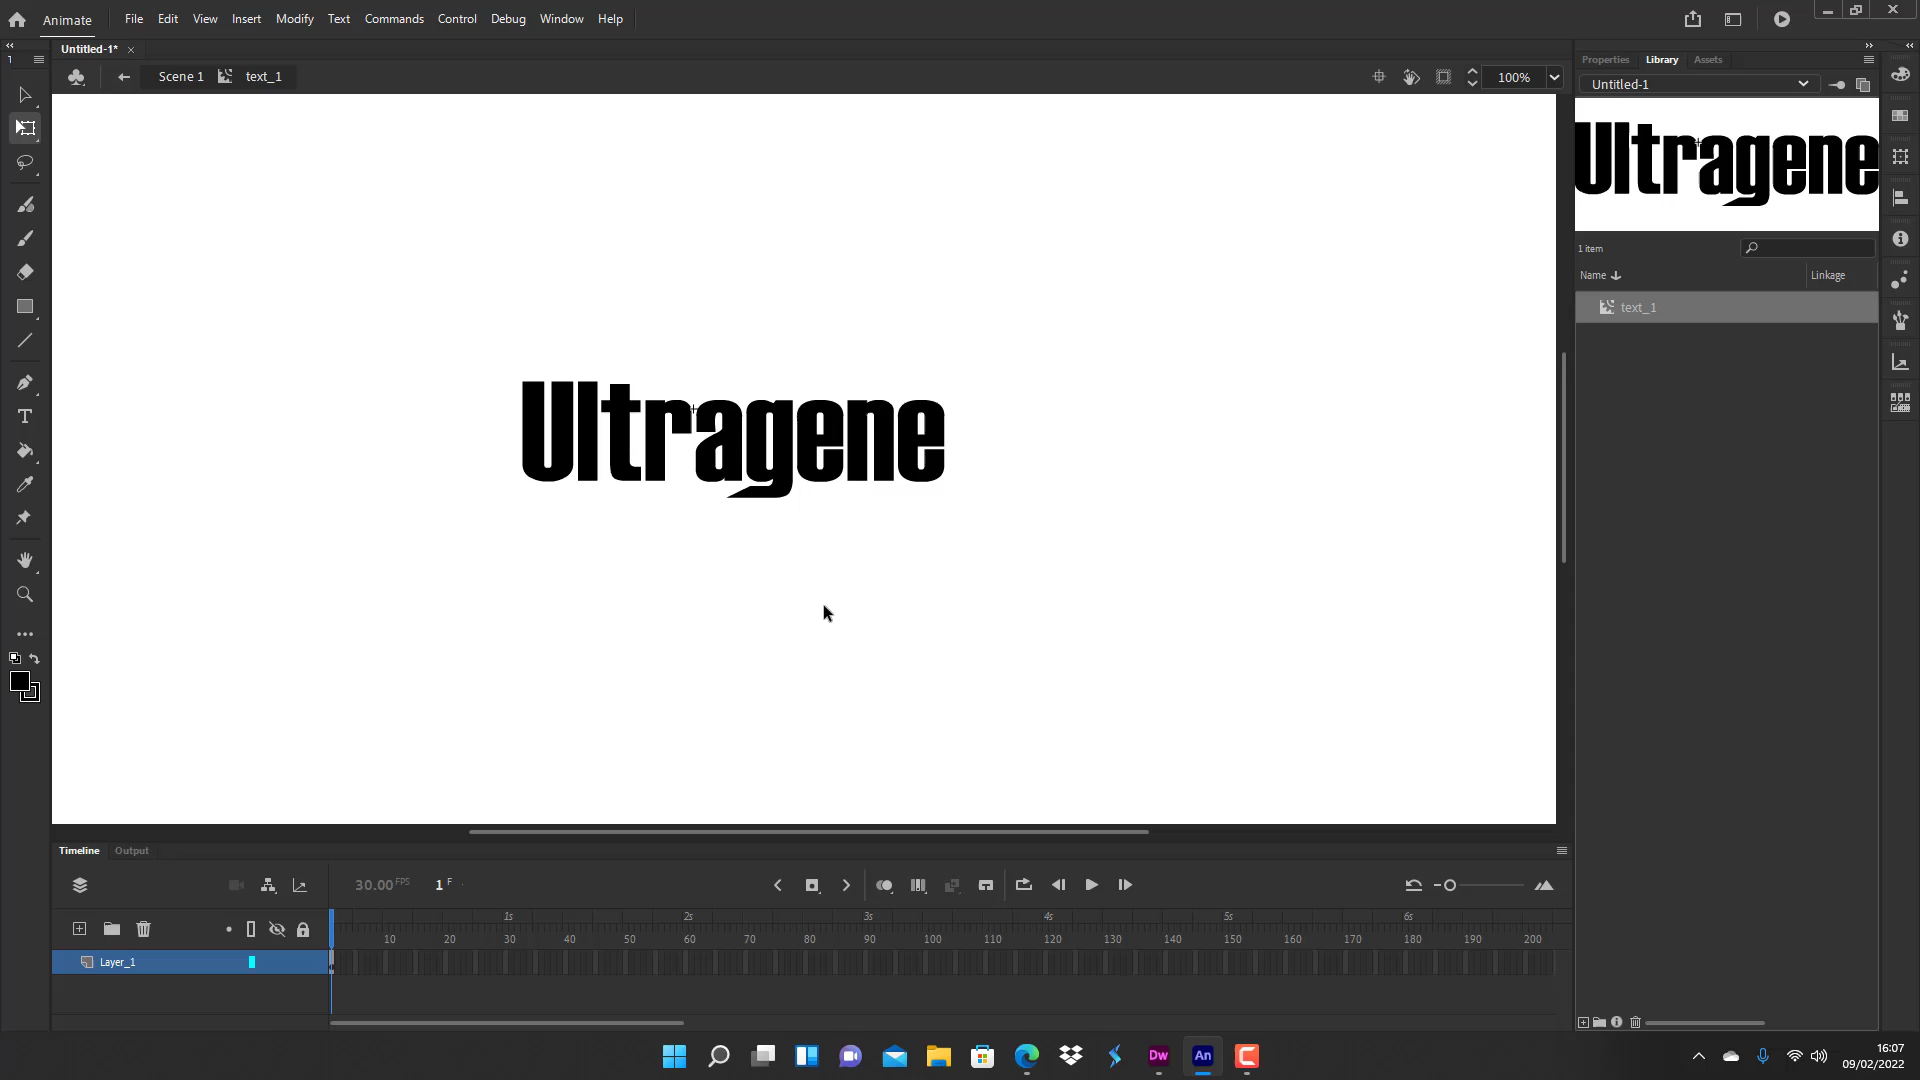 Animate File Edit View Insert Modify Text Commands Control Debug Window Help
Untitled-1*
Scene 1 text_1 100%
Properties Library Assets
Untitled-1
Ultragene
1 item
Name Linkage
text_1
Ultragene
Timeline Output
30.00 FPS 1 F
1s 2s 3s 4s 5s 6s
10 20 30 40 50 60 70 80 90 100 110 120 130 140 150 160 170 180 190 200
Layer_1
Dw An
16:07
09/02/2022